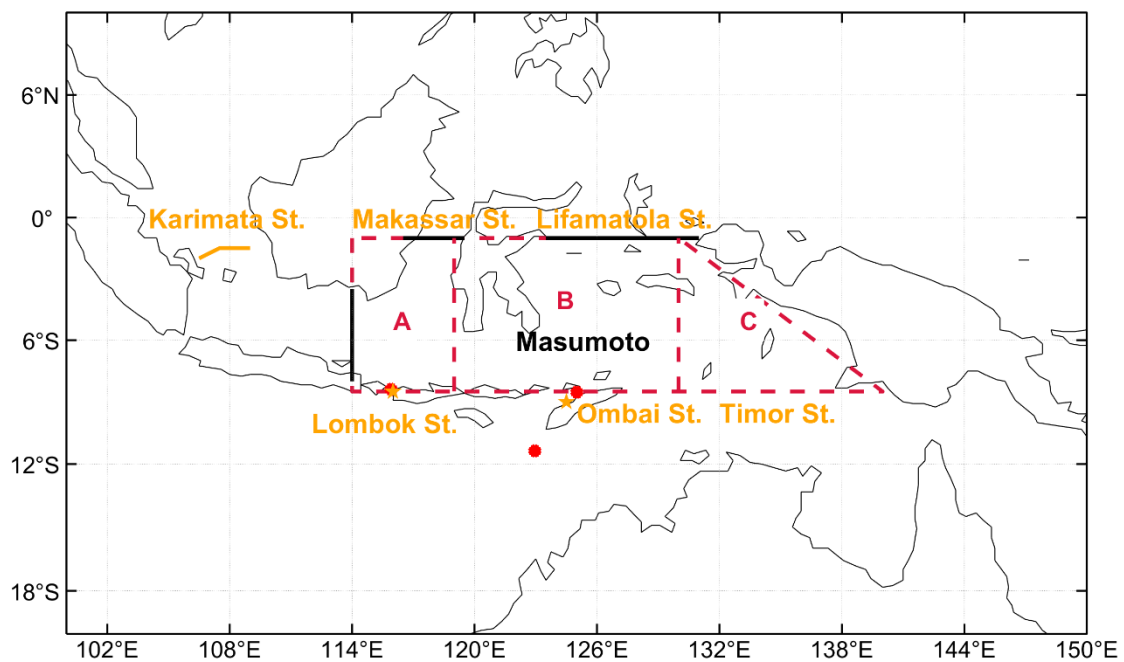 6°N
0°
6°S
12°S
18°S
Karimata St.
Makassar St.
Lifamatola St.
A
B
C
Masumoto
Lombok St.
Ombai St.
Timor St.
102°E
108°E
114°E
120°E
126°E
132°E
138°E
144°E
150°E